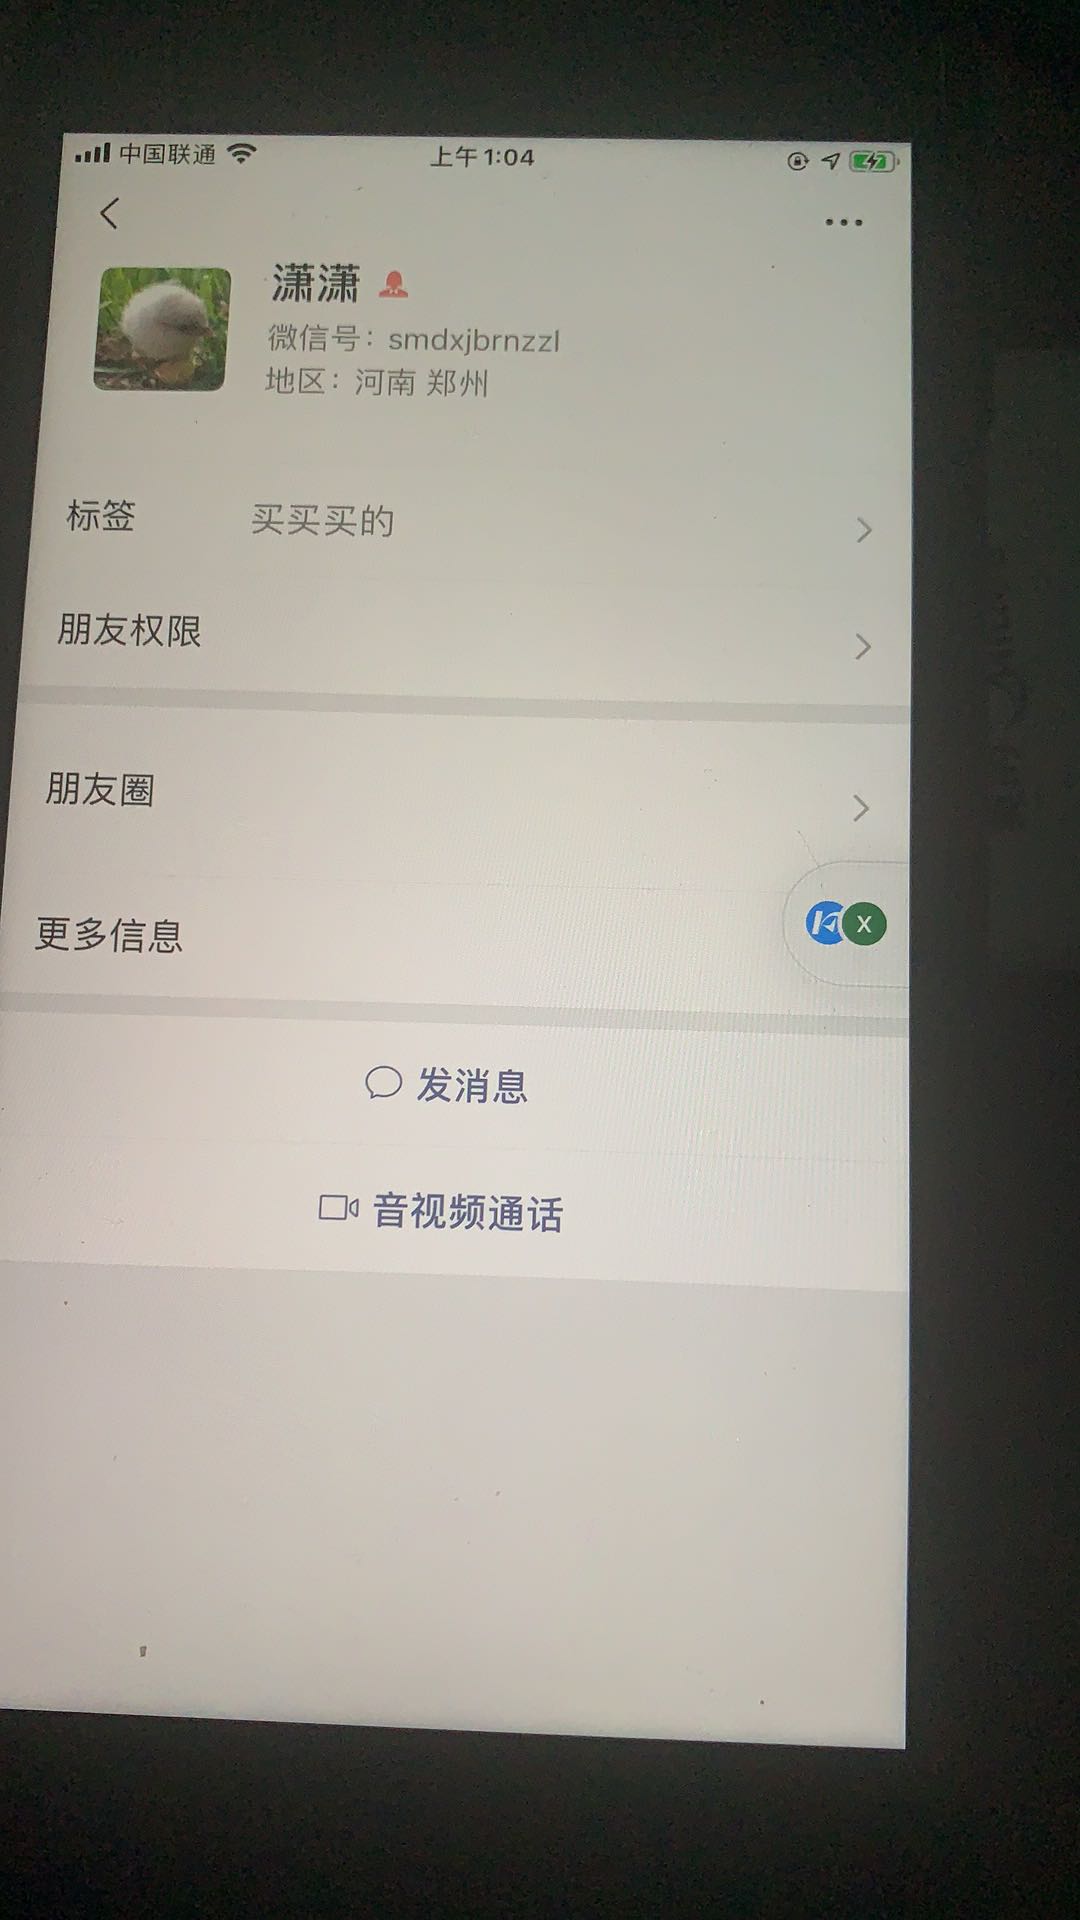 中国联通
上午1:04
潇潇
微信号：smdxjbrnzzl
地区：河南 郑州
标签 买买买的
朋友权限
朋友圈
更多信息
X
发消息
音视频通话